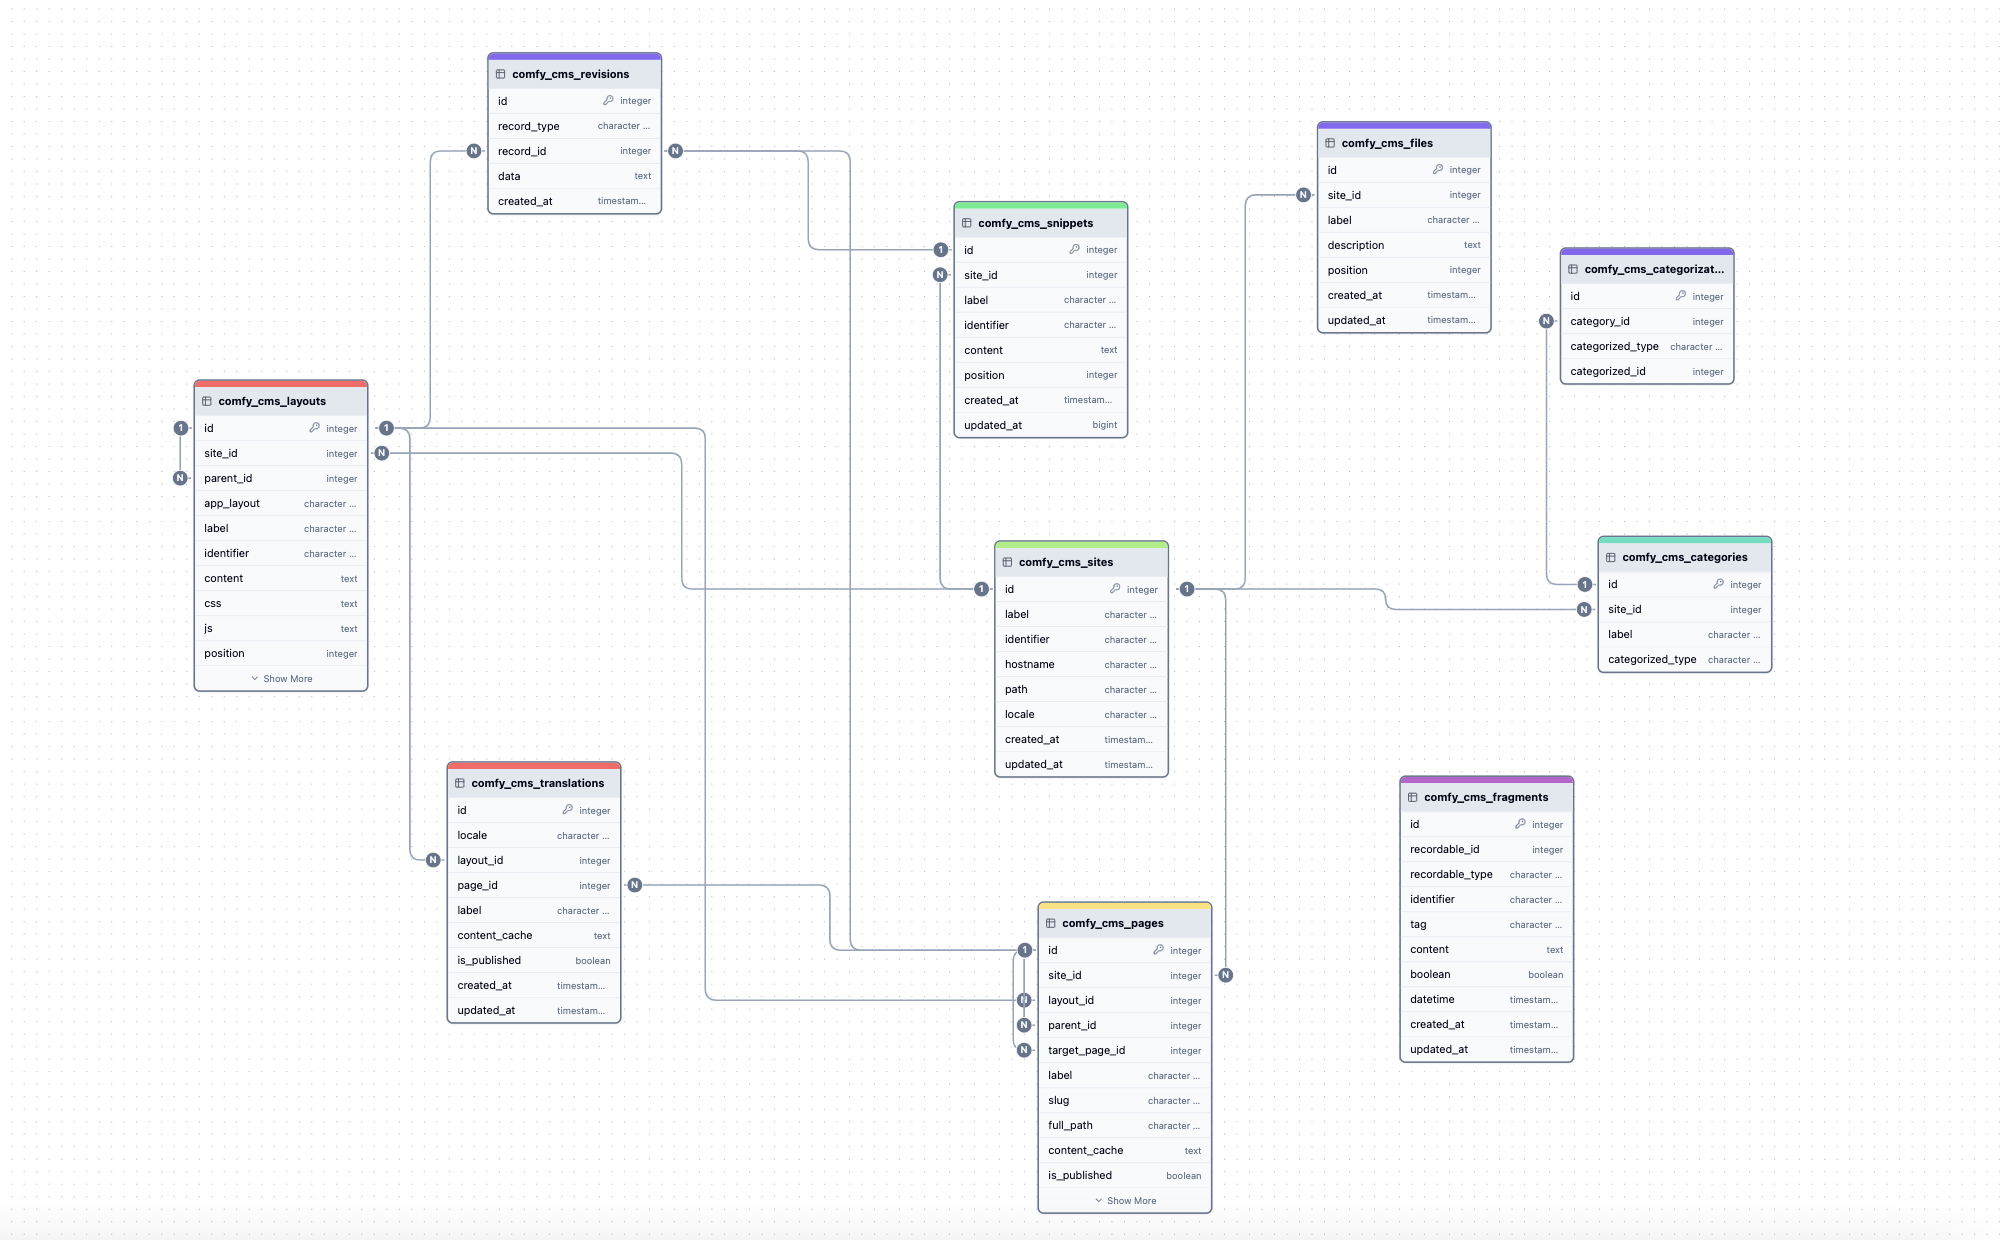 comfy_cms_revisions
id integer
record_type character ...
N record_id integer N
data text
created_at timestam...
comfy_cms_files
id integer
N site_id integer
label character ...
description text
position integer
created_at timestam...
updated_at timestam...
comfy_cms_snippets
1 id integer
N site_id integer
label character ...
identifier character ...
content text
position integer
created_at timestam...
updated_at bigint
comfy_cms_categorizat...
id integer
N category_id integer
categorized_type character ...
categorized_id integer
comfy_cms_layouts
1 id integer 1
site_id integer N
N parent_id integer
app_layout character ...
label character ...
identifier character ...
content text
css text
js text
position integer
Show More
comfy_cms_sites
1 id integer 1
label character ...
identifier character ...
hostname character ...
path character ...
locale character ...
created_at timestam...
updated_at timestam...
comfy_cms_categories
1 id integer
N site_id integer
label character ...
categorized_type character ...
comfy_cms_translations
id integer
locale character ...
N layout_id integer
page_id integer N
label character ...
content_cache text
is_published boolean
created_at timestam...
updated_at timestam...
comfy_cms_fragments
id integer
recordable_id integer
recordable_type character ...
identifier character ...
tag character ...
content text
boolean boolean
datetime timestam...
created_at timestam...
updated_at timestam...
comfy_cms_pages
1 id integer
site_id integer N
N layout_id integer
N parent_id integer
N target_page_id integer
label character ...
slug character ...
full_path character ...
content_cache text
is_published boolean
Show More